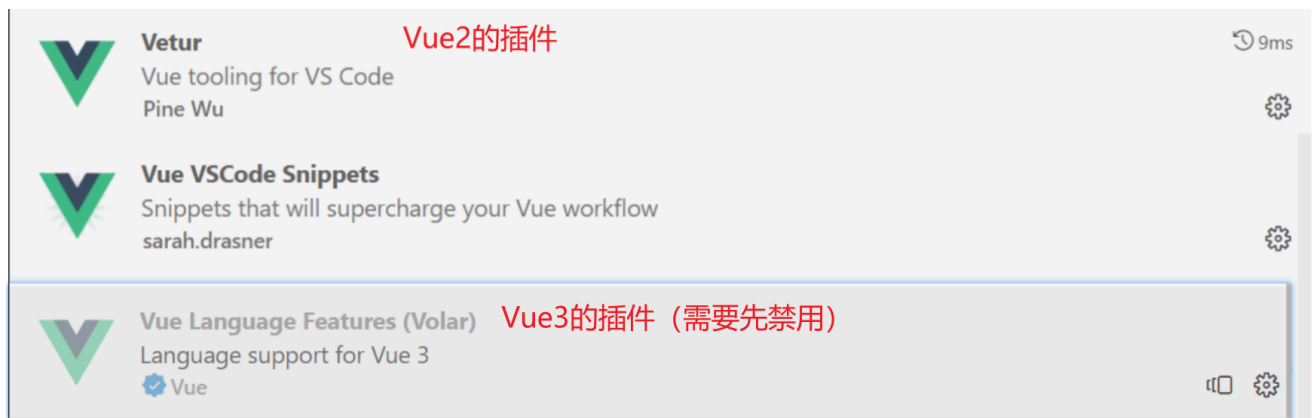 Vetur
Vue2的插件
9ms
Vue tooling for VS Code
Pine Wu
Vue VSCode Snippets
Snippets that will supercharge your Vue workflow
sarah.drasner
Vue Language Features (Volar)
Vue3的插件（需要先禁用）
Language support for Vue 3
Vue